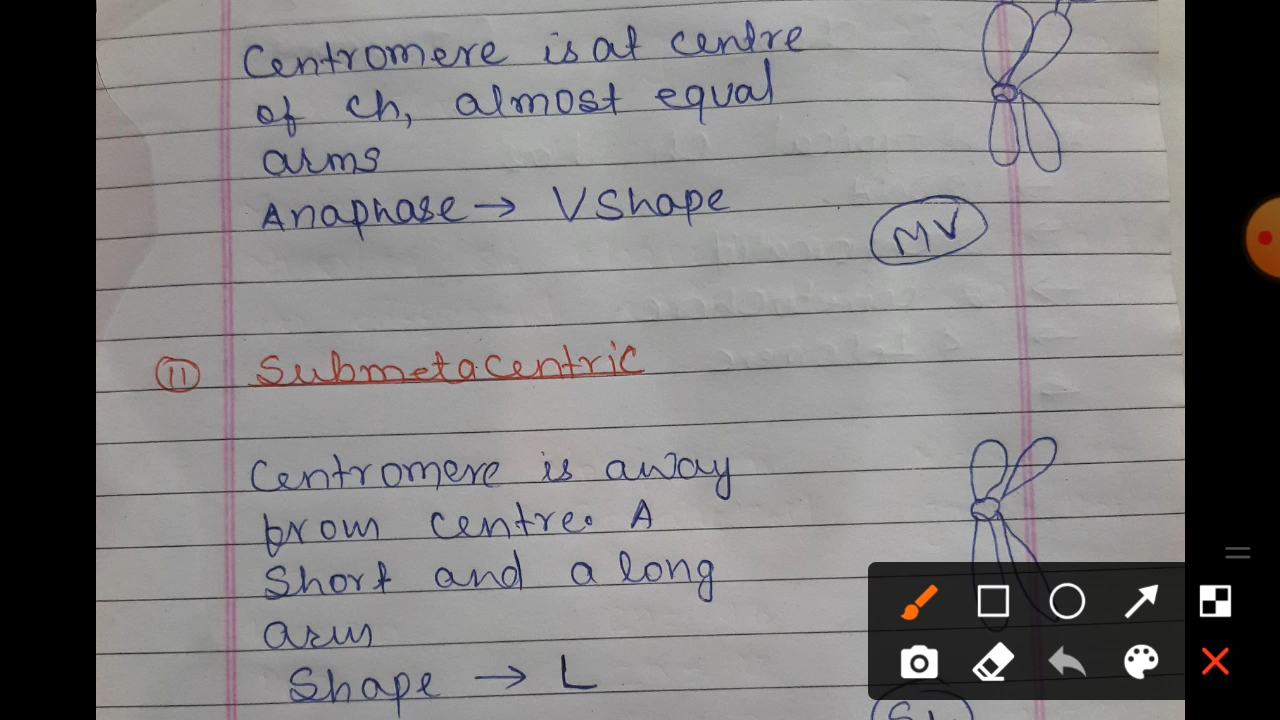 Centromere is at centre
of ch, almost equal
arms
Anaphase → V Shape
MV
(11) Submetacentric
Centromere is away
from centre. A
Short and a long
arm
Shape → L